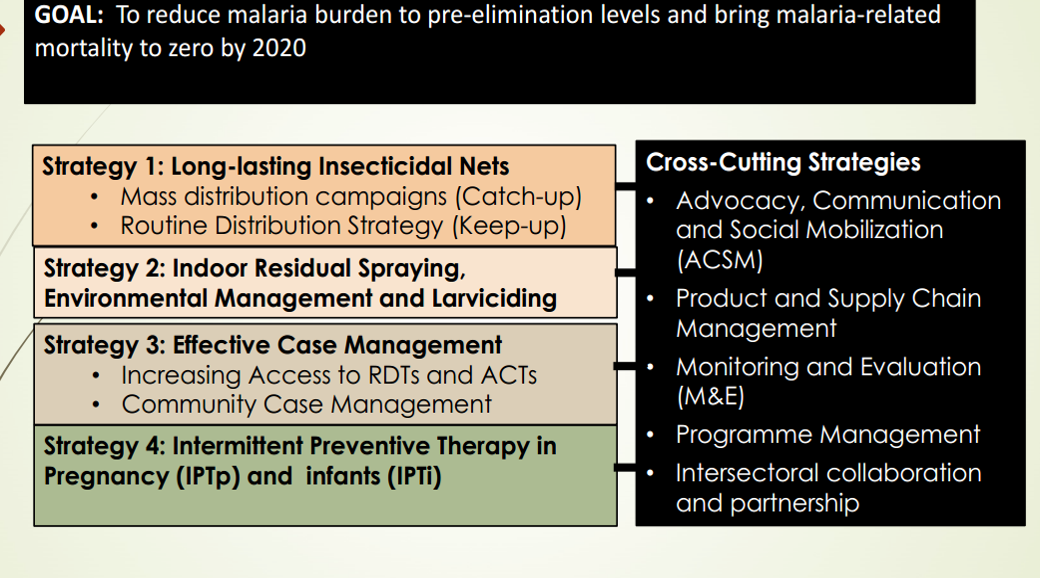 GOAL: To reduce malaria burden to pre-elimination levels and bring malaria-related
mortality to zero by 2020
Strategy 1: Long-lasting Insecticidal Nets
• Mass distribution campaigns (Catch-up)
• Routine Distribution Strategy (Keep-up)
Strategy 2: Indoor Residual Spraying,
Environmental Management and Larviciding
Strategy 3: Effective Case Management
• Increasing Access to RDTs and ACTs
• Community Case Management
Strategy 4: Intermittent Preventive Therapy in
Pregnancy (IPTp) and infants (IPTi)
Cross-Cutting Strategies
• Advocacy, Communication
and Social Mobilization
(ACSM)
• Product and Supply Chain
Management
• Monitoring and Evaluation
(M&E)
• Programme Management
• Intersectoral collaboration
and partnership